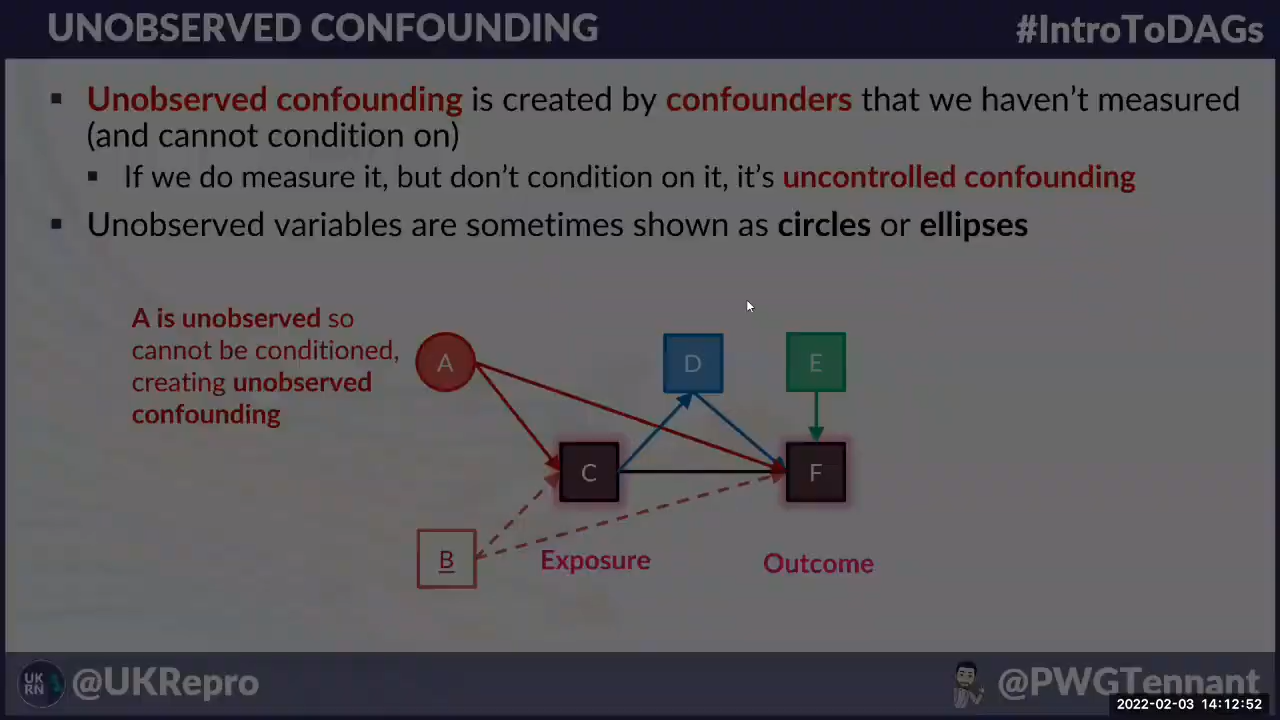 UNOBSERVED CONFOUNDING
#IntroToDAGs
Unobserved confounding is created by confounders that we haven't measured
(and cannot condition on)
If we do measure it, but don't condition on it, it's uncontrolled confounding
Unobserved variables are sometimes shown as circles or ellipses
A is unobserved so
cannot be conditioned,
creating unobserved
confounding
A
D
E
C
F
B
Exposure
Outcome
UK
RN
@UKRepro
@PWGTennant
2022-02-03 14:12:52